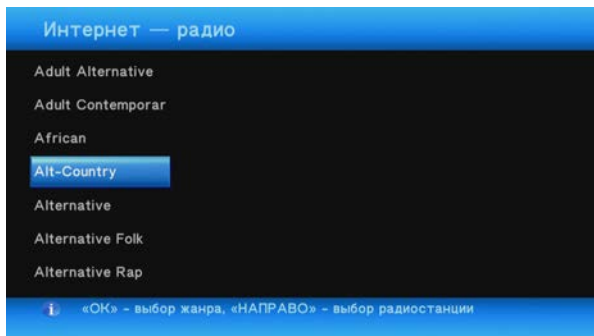 Интернет — радио
Adult Alternative
Adult Contemporar
African
Alt-Country
Alternative
Alternative Folk
Alternative Rap
i «ОК» – выбор жанра, «НАПРАВО» – выбор радиостанции